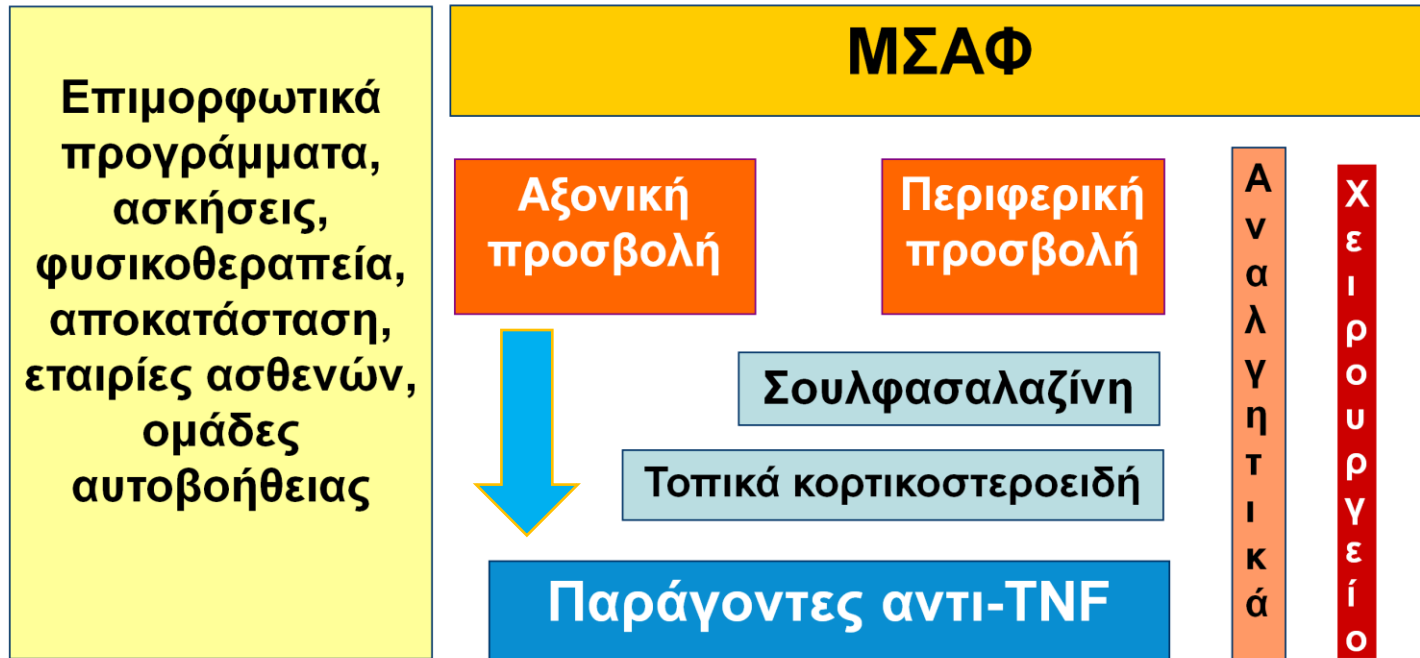 Επιμορφωτικά
προγράμματα,
ασκήσεις,
φυσικοθεραπεία,
αποκατάσταση,
εταιρίες ασθενών,
ομάδες
αυτοβοήθειας
ΜΣΑΦ
Αξονική
προσβολή
Περιφερική
προσβολή
Σουλφασαλαζίνη
Τοπικά κορτικοστεροειδή
Παράγοντες αντι-TNF
Αναλγητικά
Χειρουργείο